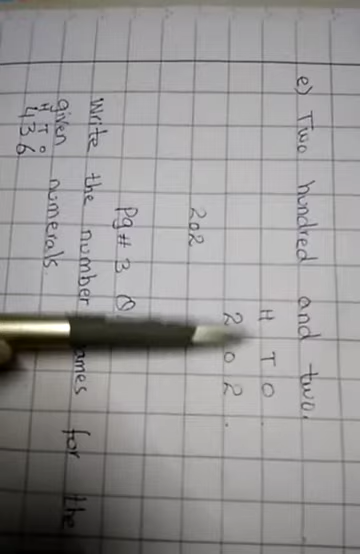 e) Two hundred and two.
H T O
2 0 2
202
Pg# 3 Q
Write the number ames for the
given numerals.
H T O
4 3 6